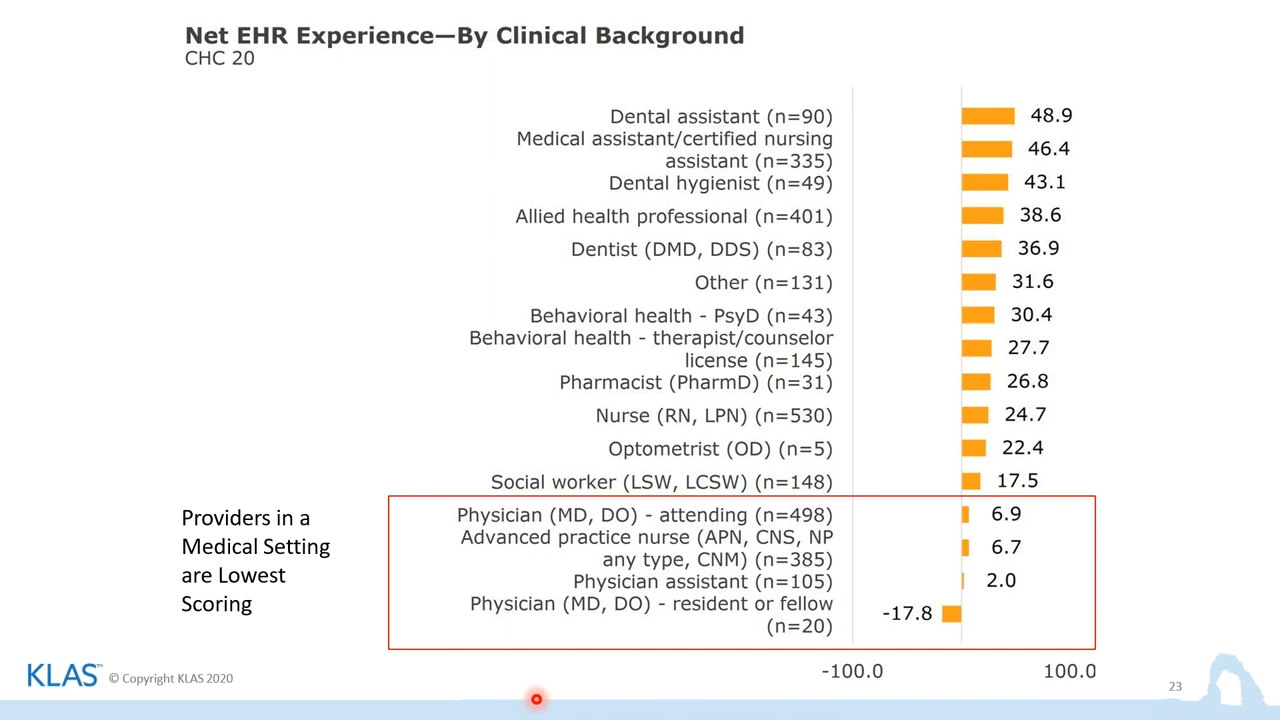 Net EHR Experience—By Clinical Background
CHC 20
Dental assistant (n=90) 48.9
Medical assistant/certified nursing
assistant (n=335) 46.4
Dental hygienist (n=49) 43.1
Allied health professional (n=401) 38.6
Dentist (DMD, DDS) (n=83) 36.9
Other (n=131) 31.6
Behavioral health - PsyD (n=43) 30.4
Behavioral health - therapist/counselor
license (n=145) 27.7
Pharmacist (PharmD) (n=31) 26.8
Nurse (RN, LPN) (n=530) 24.7
Optometrist (OD) (n=5) 22.4
Social worker (LSW, LCSW) (n=148) 17.5
Providers in a
Medical Setting
are Lowest
Scoring
Physician (MD, DO) - attending (n=498) 6.9
Advanced practice nurse (APN, CNS, NP
any type, CNM) (n=385) 6.7
Physician assistant (n=105) 2.0
Physician (MD, DO) - resident or fellow
(n=20) -17.8
-100.0 100.0
KLAS™ © Copyright KLAS 2020
23